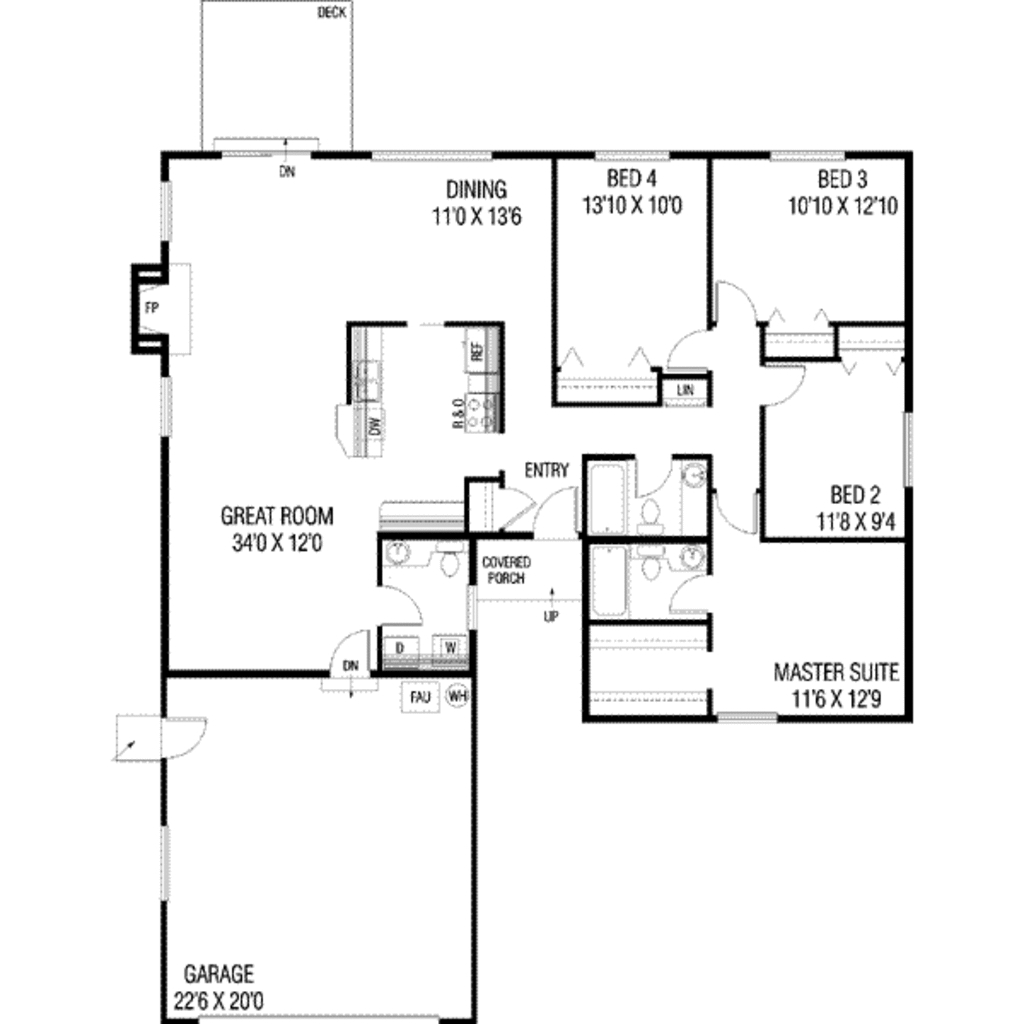 DECK
DN
DINING
11'0 X 13'6
BED 4
13'10 X 10'0
BED 3
10'10 X 12'10
FP
REF
LIN
R & O
DW
ENTRY
BED 2
11'8 X 9'4
GREAT ROOM
34'0 X 12'0
COVERED
PORCH
UP
D
W
DN
MASTER SUITE
11'6 X 12'9
FAU
WH
GARAGE
22'6 X 20'0